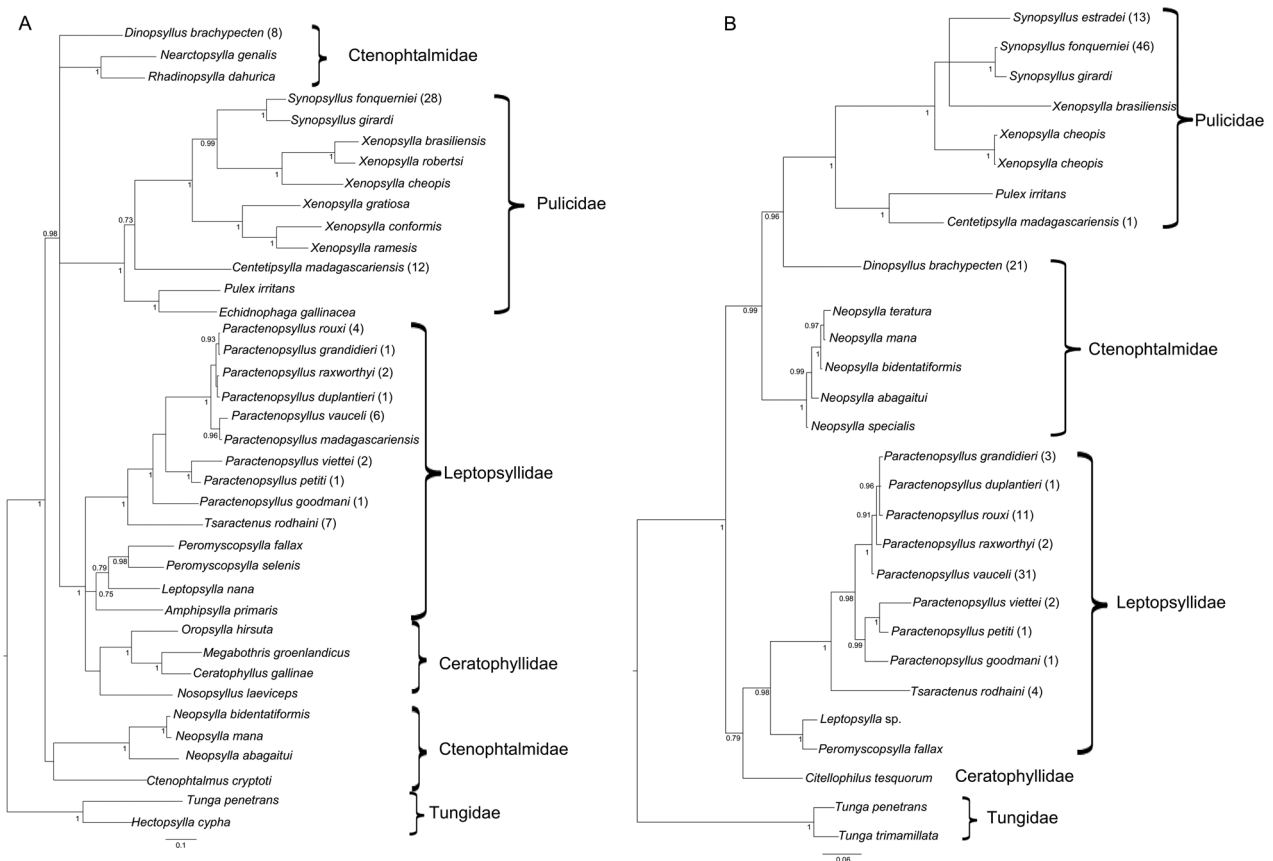 A
Dinopsyllus brachypecten (8)
Nearctopsylla genalis
1
Rhadinopsylla dahurica
Ctenophtalmidae
Synopsyllus fonquerniei (28)
1
Synopsyllus girardi
0.99
Xenopsylla brasiliensis
1
Xenopsylla robertsi
1
Xenopsylla cheopis
1
Xenopsylla gratiosa
1
Xenopsylla conformis
1
Xenopsylla ramesis
0.73
Centetipsylla madagascariensis (12)
1
Pulex irritans
1
Echidnophaga gallinacea
Pulicidae
0.98
Paractenopsyllus rouxi (4)
0.93
Paractenopsyllus grandidieri (1)
Paractenopsyllus raxworthyi (2)
Paractenopsyllus duplantieri (1)
1
Paractenopsyllus vauceli (6)
0.96
Paractenopsyllus madagascariensis
Paractenopsyllus viettei (2)
1
Paractenopsyllus petiti (1)
1
Paractenopsyllus goodmani (1)
1
Tsaractenus rodhaini (7)
Peromyscopsylla fallax
0.98
Peromyscopsylla selenis
0.79
Leptopsylla nana
0.75
1
Amphipsylla primaris
Leptopsyllidae
1
Oropsylla hirsuta
1
Megabothris groenlandicus
1
Ceratophyllus gallinae
Nosopsyllus laeviceps
Ceratophyllidae
Neopsylla bidentatiformis
1
Neopsylla mana
1
Neopsylla abagaitui
Ctenophtalmus cryptoti
Ctenophtalmidae
Tunga penetrans
1
Hectopsylla cypha
Tungidae
0.1
B
Synopsyllus estradei (13)
Synopsyllus fonquerniei (46)
1
Synopsyllus girardi
Xenopsylla brasiliensis
1
Xenopsylla cheopis
1
Xenopsylla cheopis
1
Pulex irritans
1
Centetipsylla madagascariensis (1)
Pulicidae
0.96
Dinopsyllus brachypecten (21)
0.99
Neopsylla teratura
0.97
Neopsylla mana
1
Neopsylla bidentatiformis
0.99
Neopsylla abagaitui
1
Neopsylla specialis
Ctenophtalmidae
Paractenopsyllus grandidieri (3)
0.96
Paractenopsyllus duplantieri (1)
0.91
Paractenopsyllus rouxi (11)
Paractenopsyllus raxworthyi (2)
1
Paractenopsyllus vauceli (31)
0.98
Paractenopsyllus viettei (2)
1
Paractenopsyllus petiti (1)
0.99
Paractenopsyllus goodmani (1)
1
Tsaractenus rodhaini (4)
0.98
Leptopsylla sp.
1
Peromyscopsylla fallax
Leptopsyllidae
1
0.79
Citellophilus tesquorum
Ceratophyllidae
Tunga penetrans
1
Tunga trimamillata
Tungidae
0.06